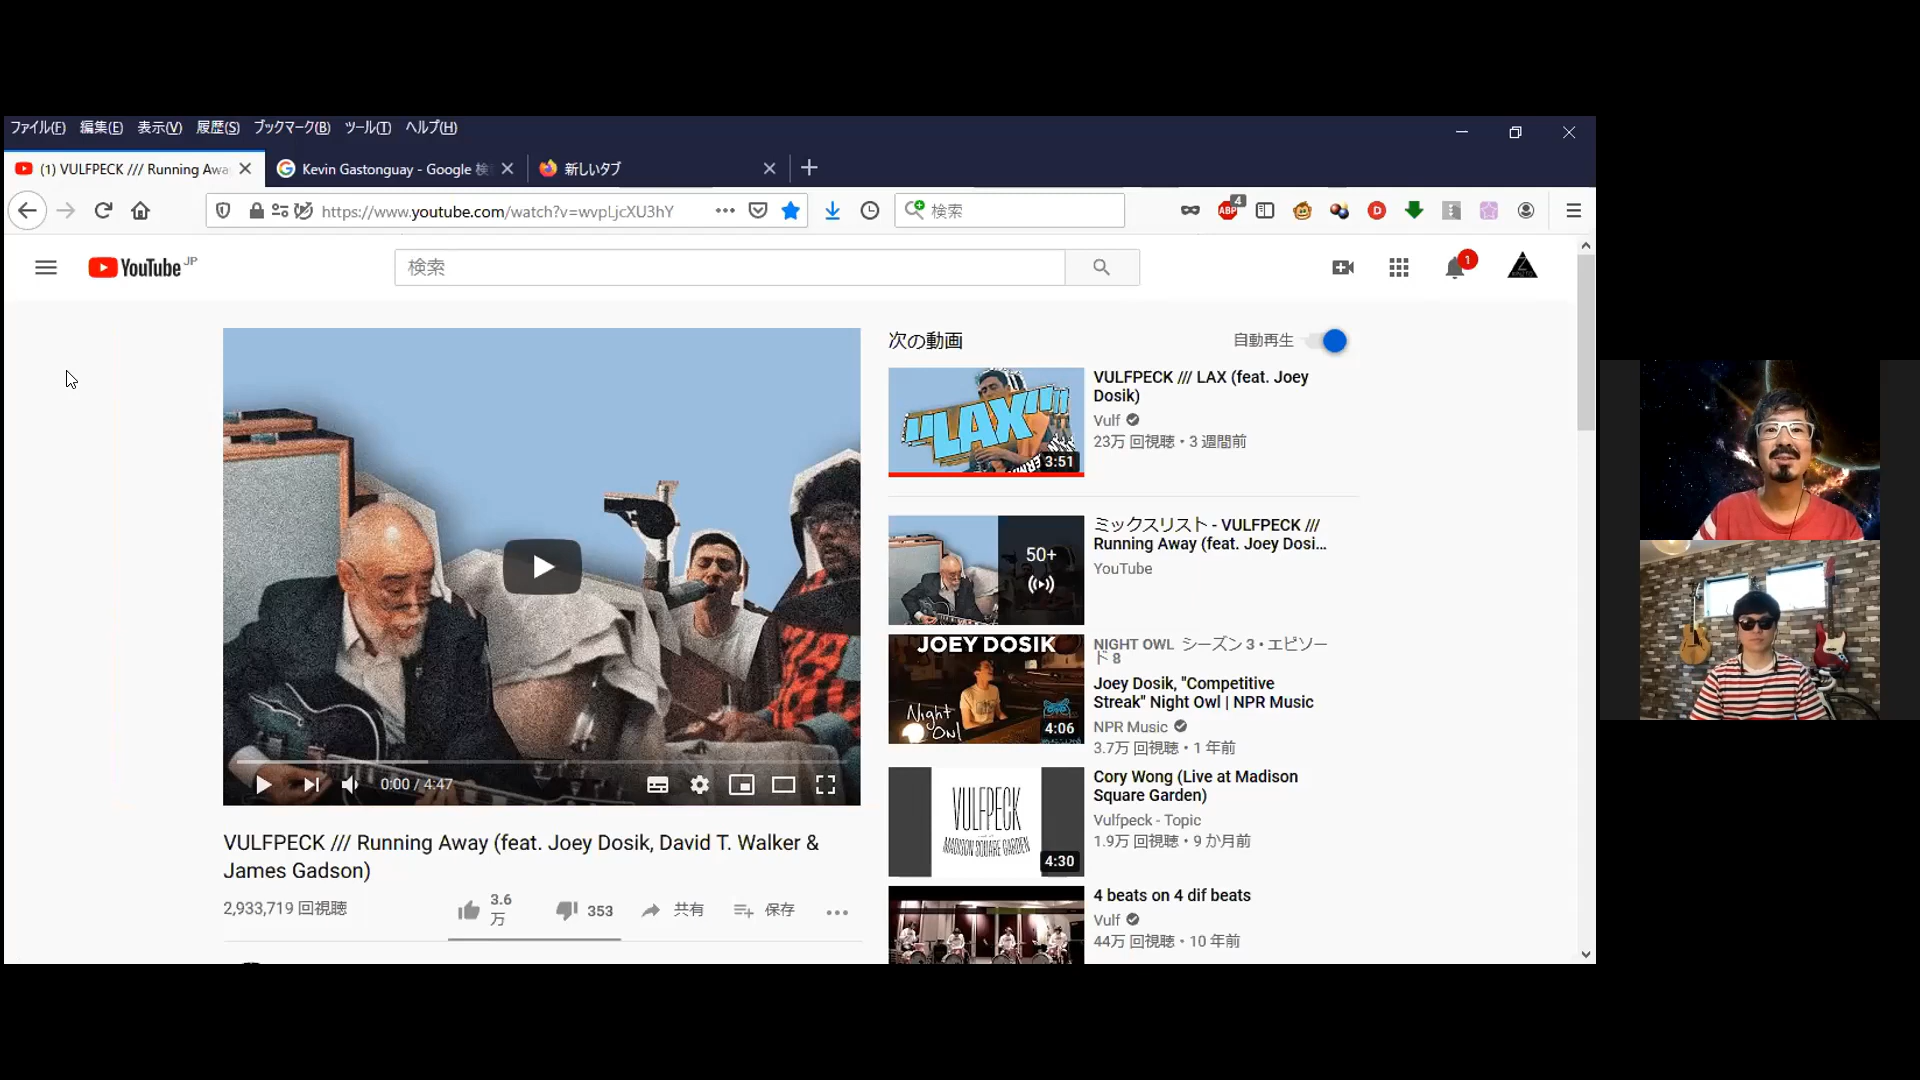 ファイル(F) 編集(E) 表示(V) 履歴(S) ブックマーク(B) ツール(T) ヘルプ(H)
(1) VULFPECK /// Running Awa
Kevin Gastonguay - Google 検
新しいタブ
https://www.youtube.com/watch?v=wvpLjcXU3hY
検索
ABP
4
D
YouTube JP
検索
1
次の動画
自動再生
"LAX"
3:51
VULFPECK /// LAX (feat. Joey
Dosik)
Vulf
23万 回視聴・3 週間前
50+
ミックスリスト - VULFPECK ///
Running Away (feat. Joey Dosi...
YouTube
JOEY DOSIK
Night
Owl
4:06
NIGHT OWL シーズン 3・エピソー
ド 8
Joey Dosik, "Competitive
Streak" Night Owl | NPR Music
NPR Music
3.7万 回視聴・1 年前
VULFPECK
MADISON SQUARE GARDEN
4:30
Cory Wong (Live at Madison
Square Garden)
Vulfpeck - Topic
1.9万 回視聴・9 か月前
4 beats on 4 dif beats
Vulf
44万 回視聴・10 年前
0:00 / 4:47
VULFPECK /// Running Away (feat. Joey Dosik, David T. Walker &
James Gadson)
2,933,719 回視聴
3.6
万
353
共有
保存